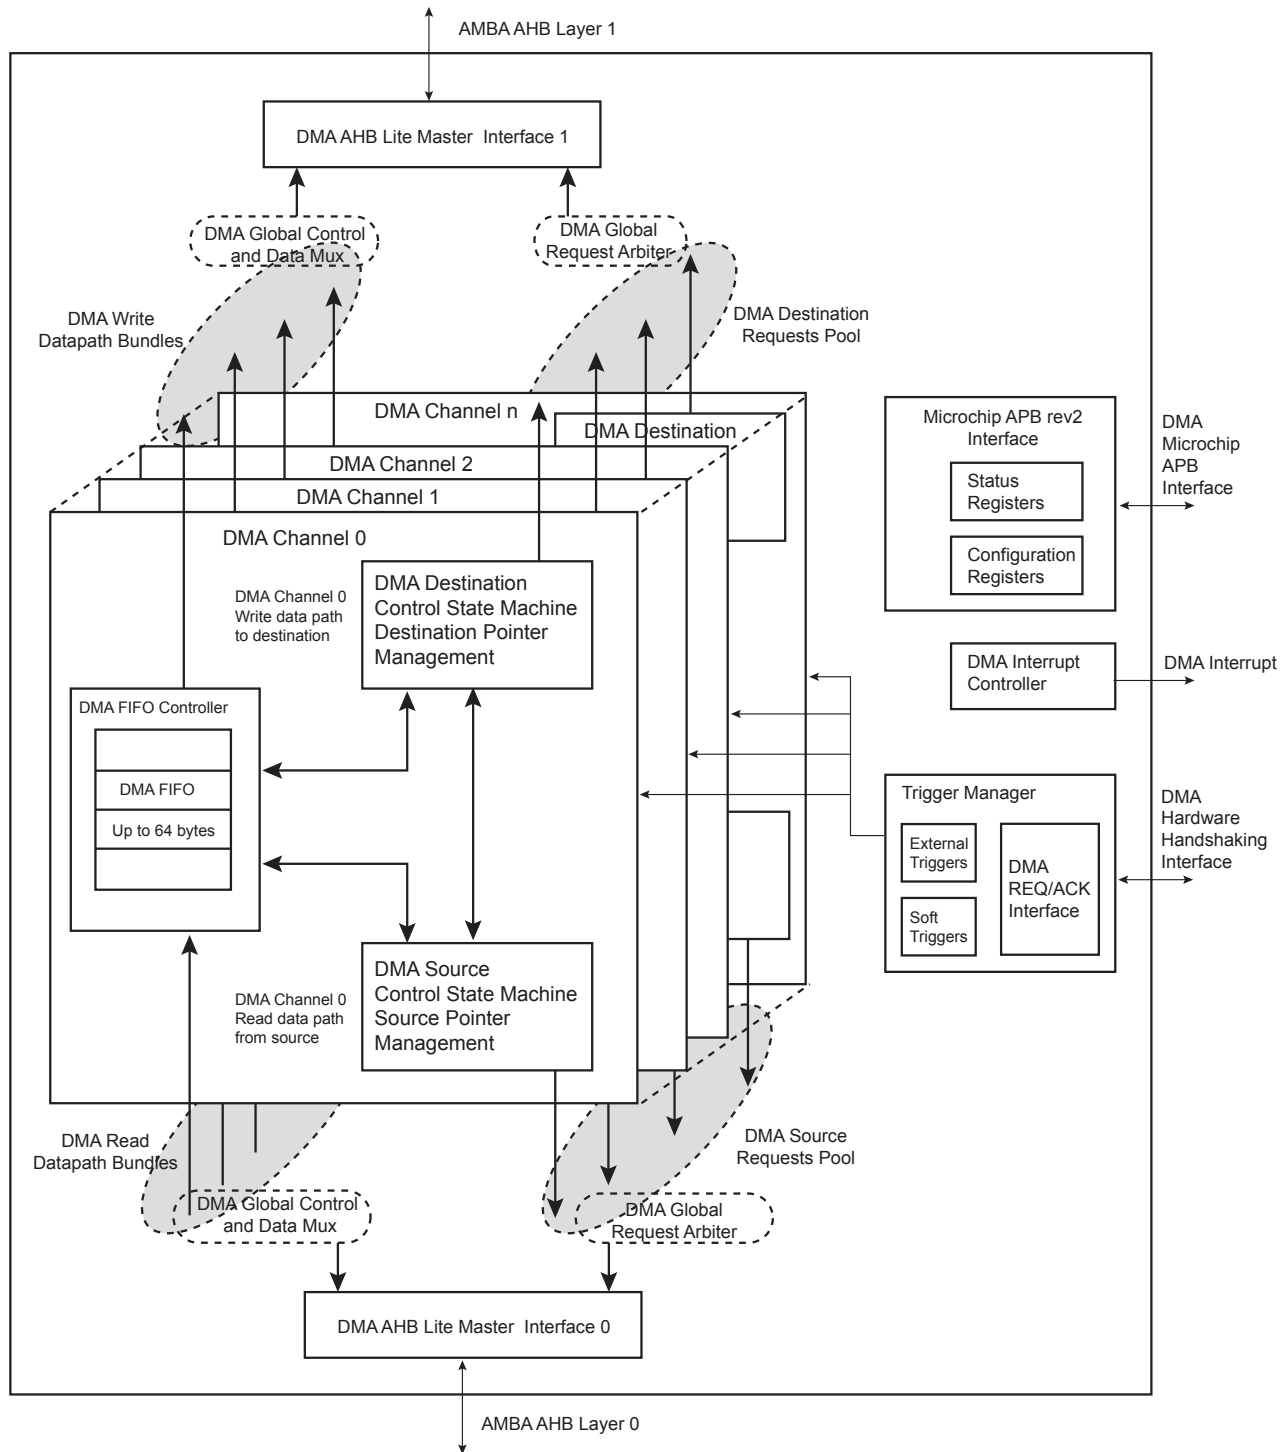 AMBA AHB Layer 1
DMA AHB Lite Master Interface 1
DMA Global Control
and Data Mux
DMA Global
Request Arbiter
DMA Write
Datapath Bundles
DMA Destination
Requests Pool
DMA Channel n
DMA Destination
DMA Channel 2
DMA Channel 1
DMA Channel 0
DMA Channel 0
Write data path
to destination
DMA Destination
Control State Machine
Destination Pointer
Management
DMA FIFO Controller
DMA FIFO
Up to 64 bytes
DMA Channel 0
Read data path
from source
DMA Source
Control State Machine
Source Pointer
Management
Microchip APB rev2
Interface
Status
Registers
Configuration
Registers
DMA
Microchip
APB
Interface
DMA Interrupt
Controller
DMA Interrupt
Trigger Manager
External
Triggers
Soft
Triggers
DMA
REQ/ACK
Interface
DMA
Hardware
Handshaking
Interface
DMA Read
Datapath Bundles
DMA Source
Requests Pool
DMA Global Control
and Data Mux
DMA Global
Request Arbiter
DMA AHB Lite Master Interface 0
AMBA AHB Layer 0